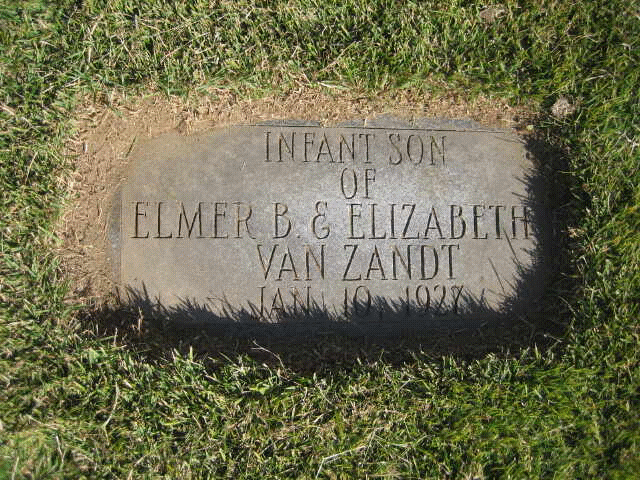 INFANT SON
OF
ELMER B. & ELIZABETH
VAN ZANDT
JAN. 10, 1927